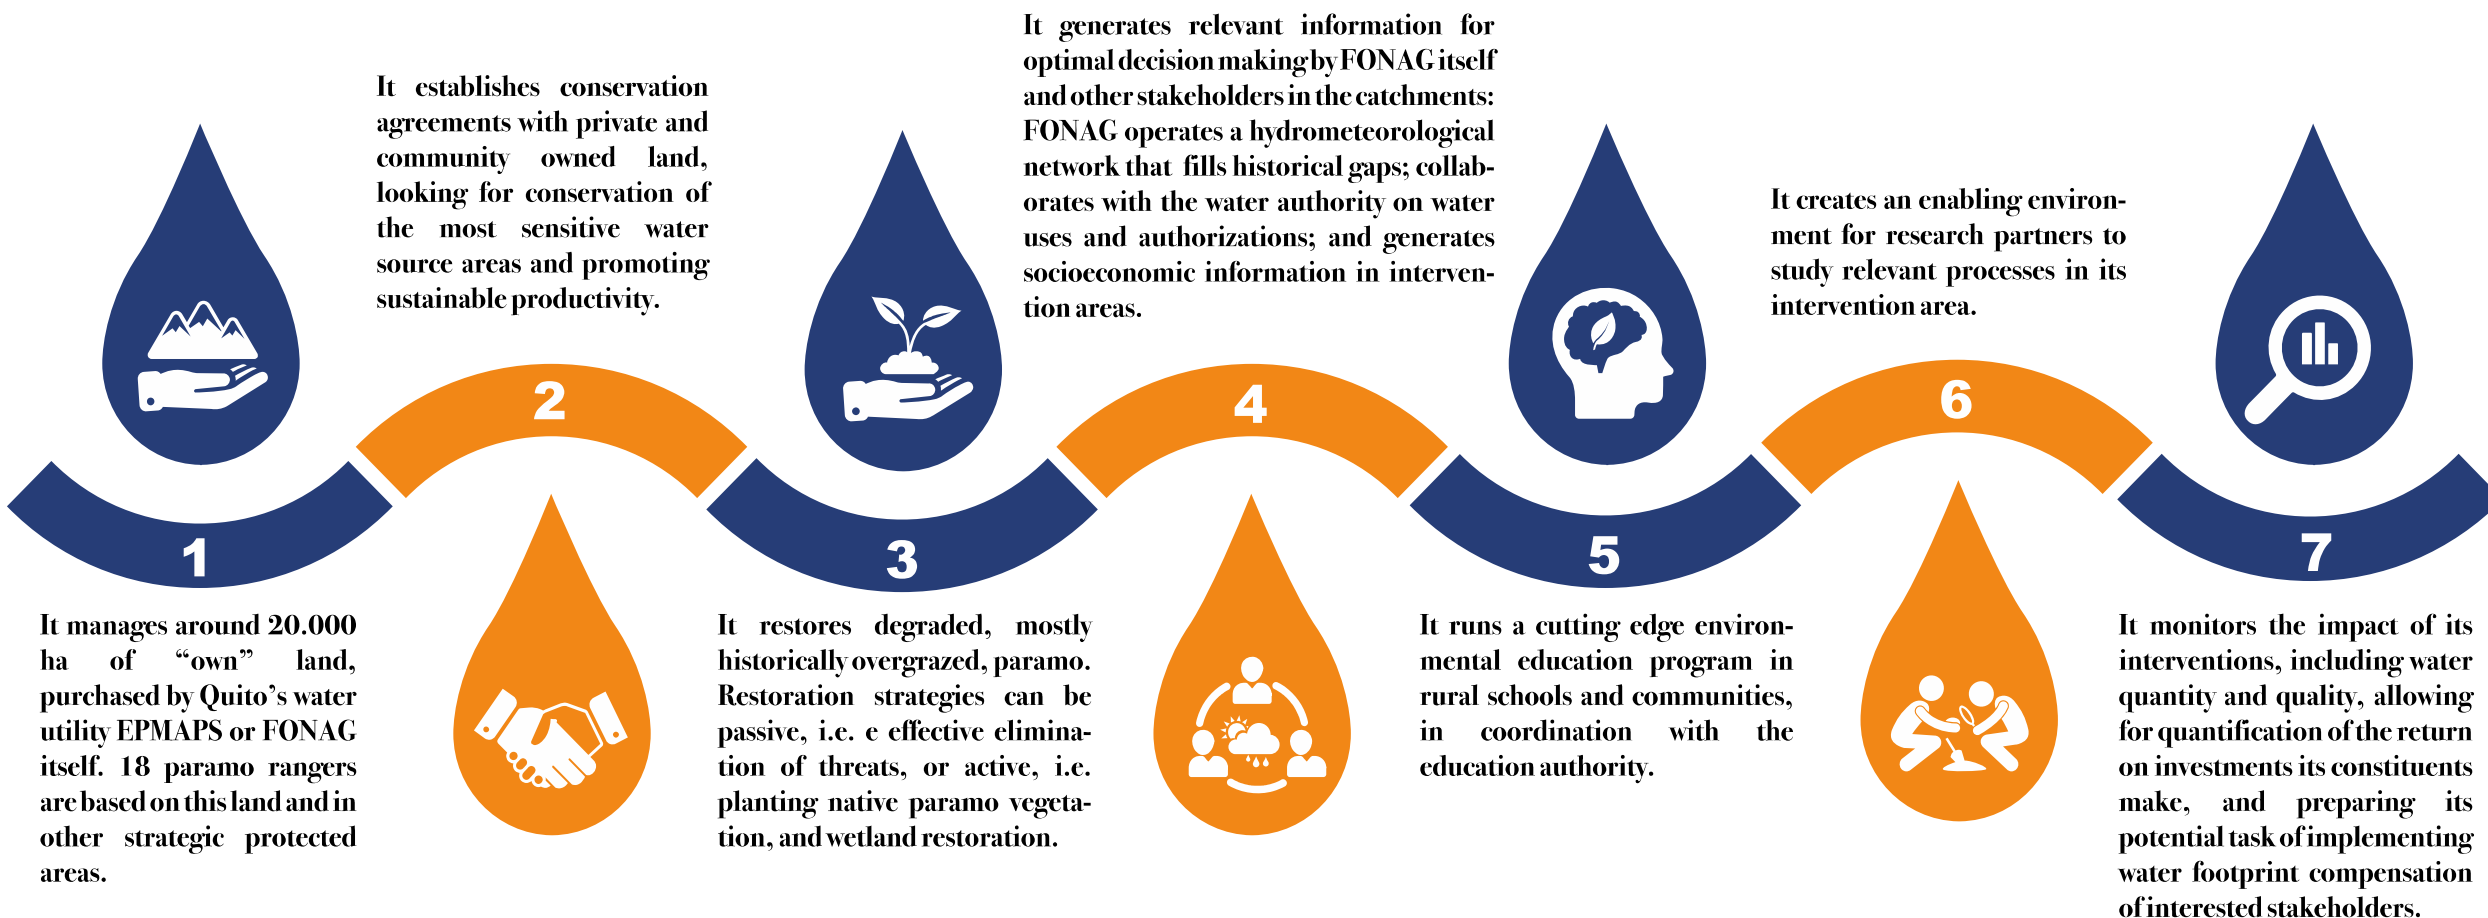 1
It manages around 20.000
ha of “own” land,
purchased by Quito’s water
utility EPMAPS or FONAG
itself. 18 paramo rangers
are based on this land and in
other strategic protected
areas.
It establishes conservation
agreements with private and
community owned land,
looking for conservation of
the most sensitive water
source areas and promoting
sustainable productivity.
2
3
It restores degraded, mostly
historically overgrazed, paramo.
Restoration strategies can be
passive, i.e. e effective elimina-
tion of threats, or active, i.e.
planting native paramo vegeta-
tion, and wetland restoration.
It generates relevant information for
optimal decision making by FONAG itself
and other stakeholders in the catchments:
FONAG operates a hydrometeorological
network that fills historical gaps; collab-
orates with the water authority on water
uses and authorizations; and generates
socioeconomic information in interven-
tion areas.
4
5
It runs a cutting edge environ-
mental education program in
rural schools and communities,
in coordination with the
education authority.
It creates an enabling environ-
ment for research partners to
study relevant processes in its
intervention area.
6
7
It monitors the impact of its
interventions, including water
quantity and quality, allowing
for quantification of the return
on investments its constituents
make, and preparing its
potential task of implementing
water footprint compensation
of interested stakeholders.